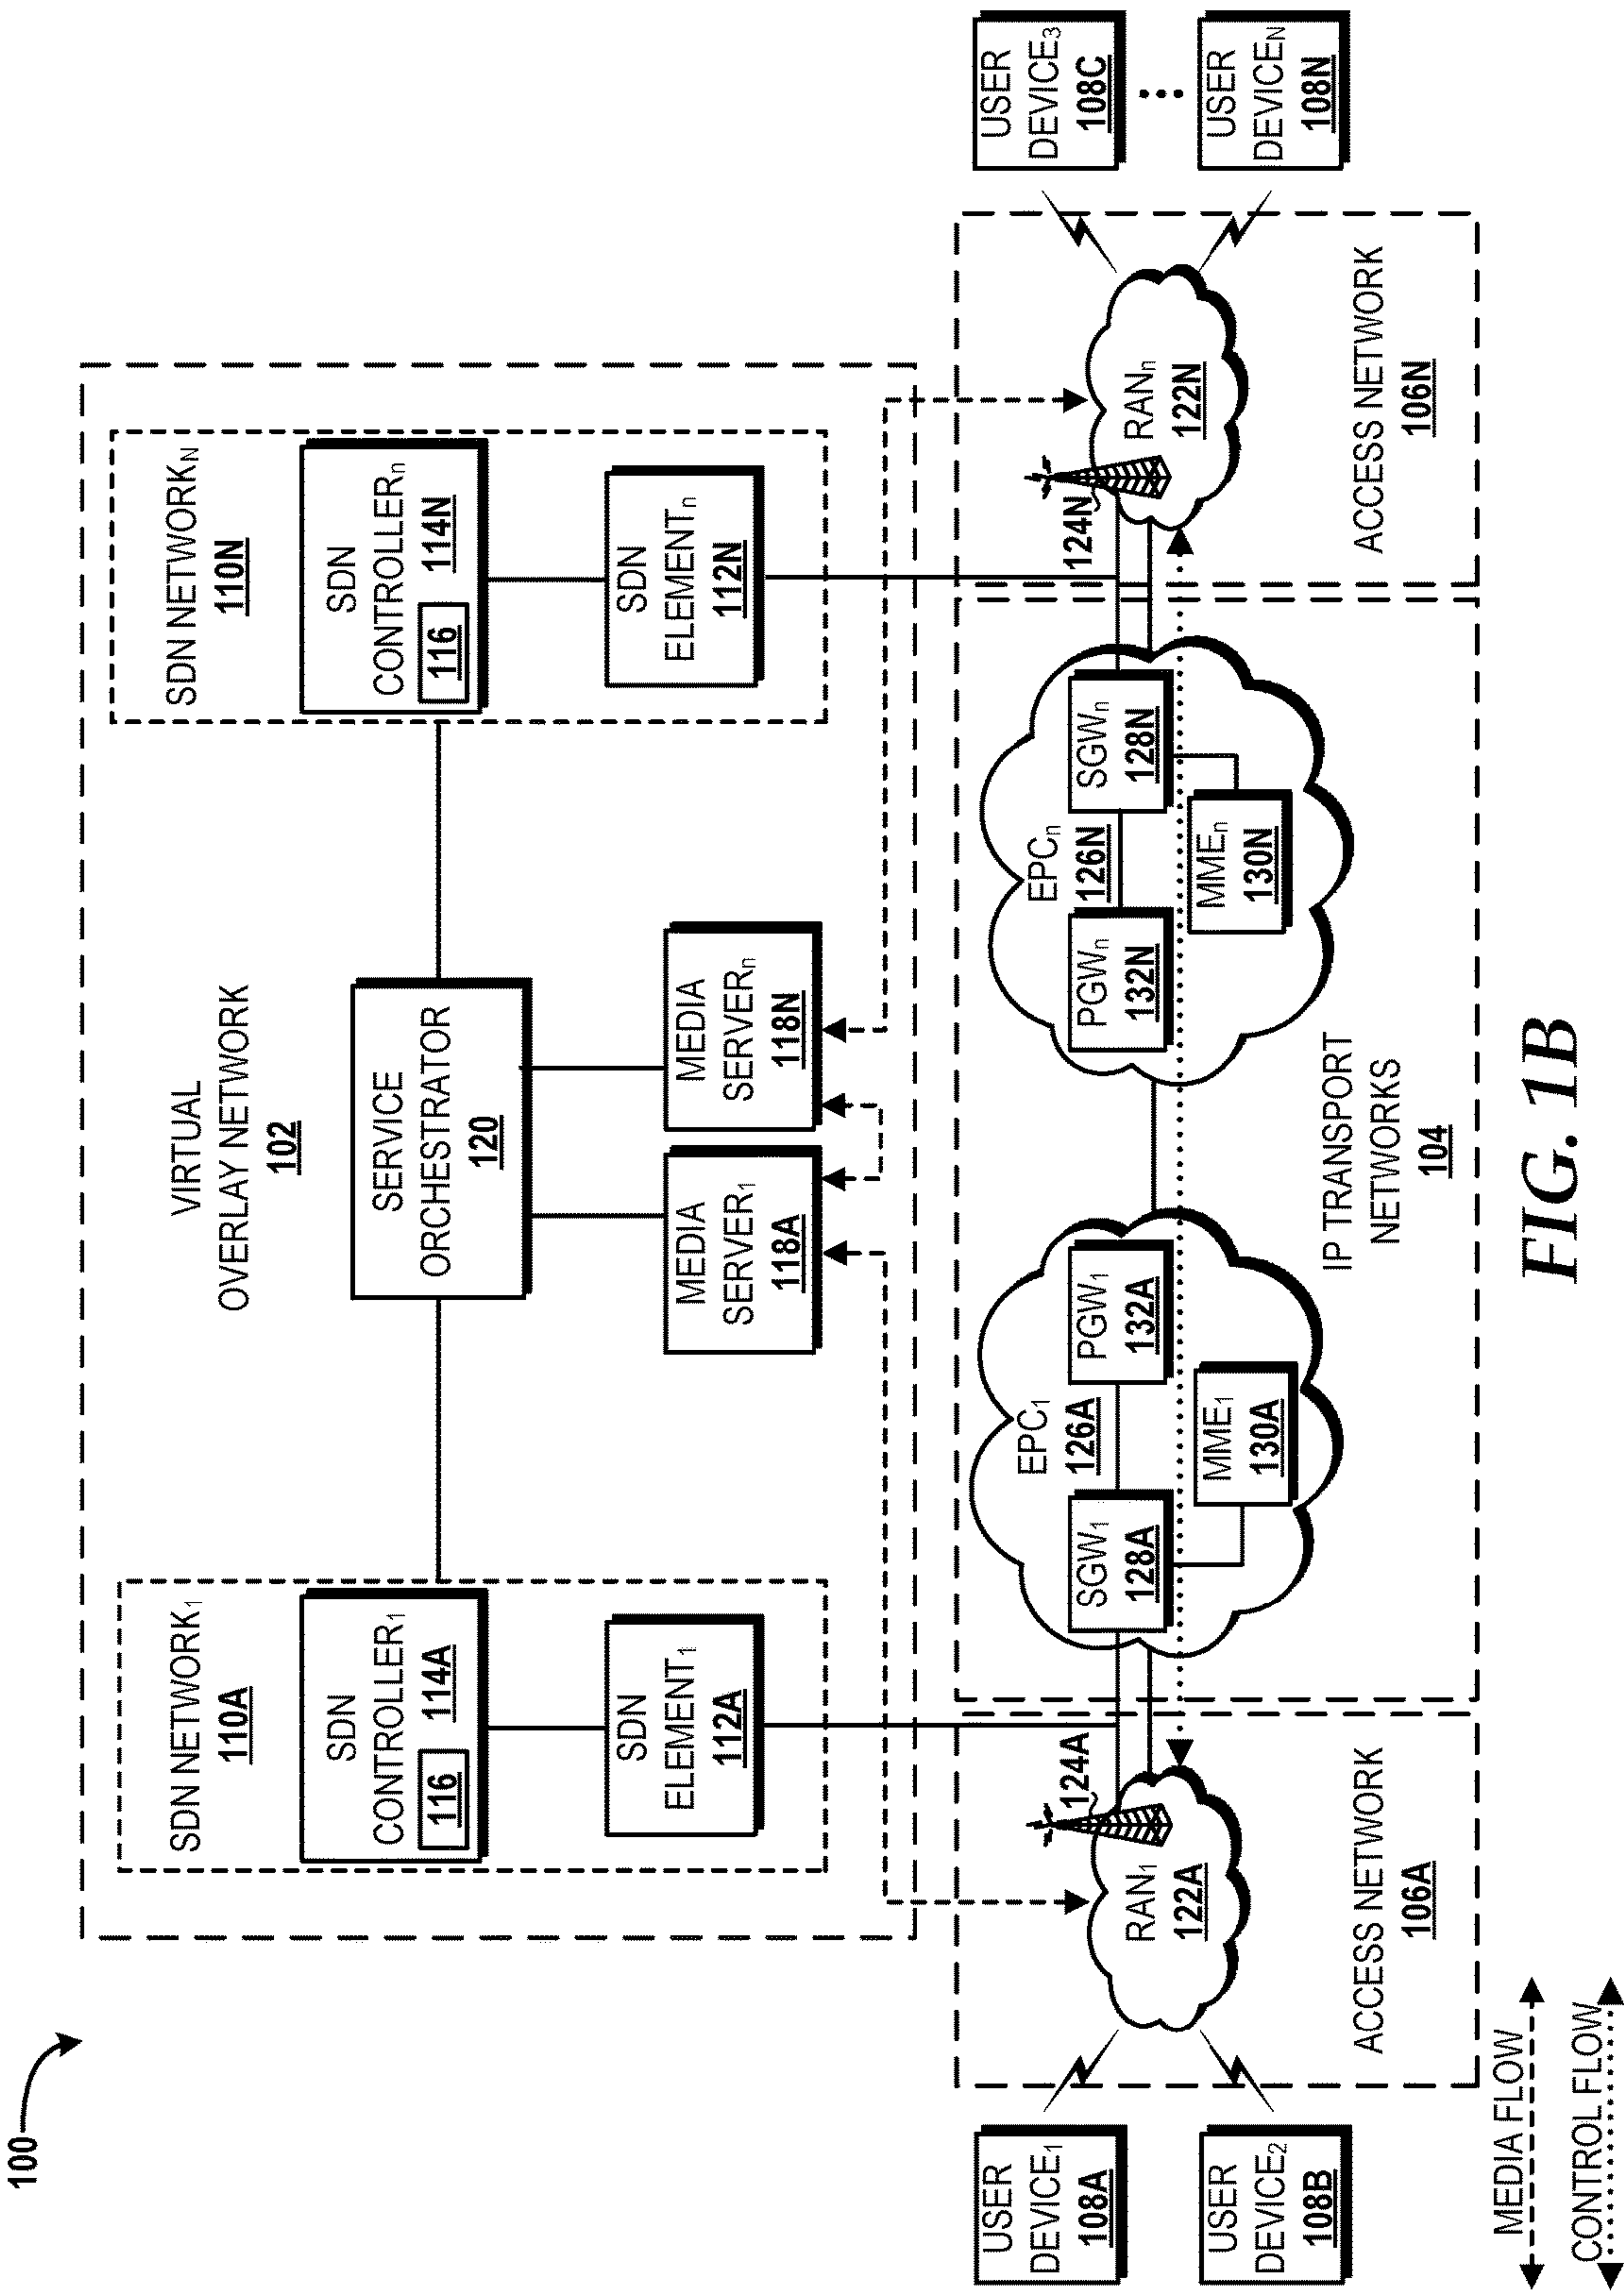 100
VIRTUAL
OVERLAY NETWORK
102
SDN NETWORK1
110A
SDN
CONTROLLER1
116
114A
SDN
ELEMENT1
112A
SERVICE
ORCHESTRATOR
120
MEDIA
SERVER1
118A
MEDIA
SERVERn
118N
SDN NETWORKN
110N
SDN
CONTROLLERn
116
114N
SDN
ELEMENTn
112N
USER
DEVICE1
108A
USER
DEVICE2
108B
124A
RAN1
122A
ACCESS NETWORK
106A
EPC1
126A
SGW1
128A
PGW1
132A
MME1
130A
EPCn
126N
PGWn
132N
SGWn
128N
MMEn
130N
IP TRANSPORT
NETWORKS
104
124N
RANn
122N
ACCESS NETWORK
106N
USER
DEVICE3
108C
USER
DEVICEN
108N
MEDIA FLOW
CONTROL FLOW
FIG. 1B